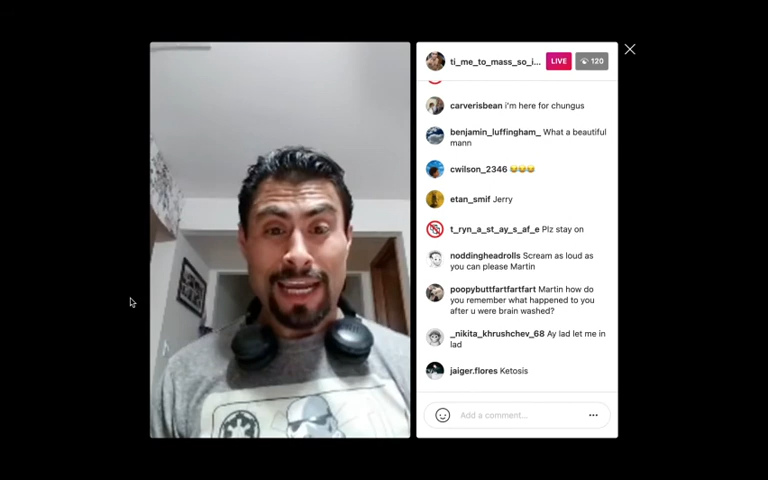 ti_me_to_mass_so_i... LIVE 120
carverisbean i'm here for chungus
benjamin_luffingham_ What a beautiful
mann
cwilson_2346 😂😂😂
etan_smif Jerry
t_ryn_a_st_ay_s_af_e Plz stay on
noddingheadrolls Scream as loud as
you can please Martin
poopybuttfartfartfart Martin how do
you remember what happened to you
after u were brain washed?
_nikita_khrushchev_68 Ay lad let me in
lad
jaiger.flores Ketosis
Add a comment...